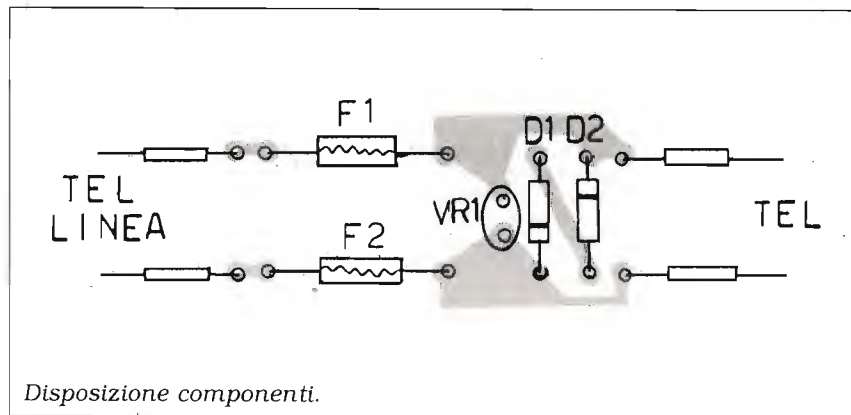 F1
D1 D2
TEL
LINEA
VR1
TEL
F2
Disposizione componenti.